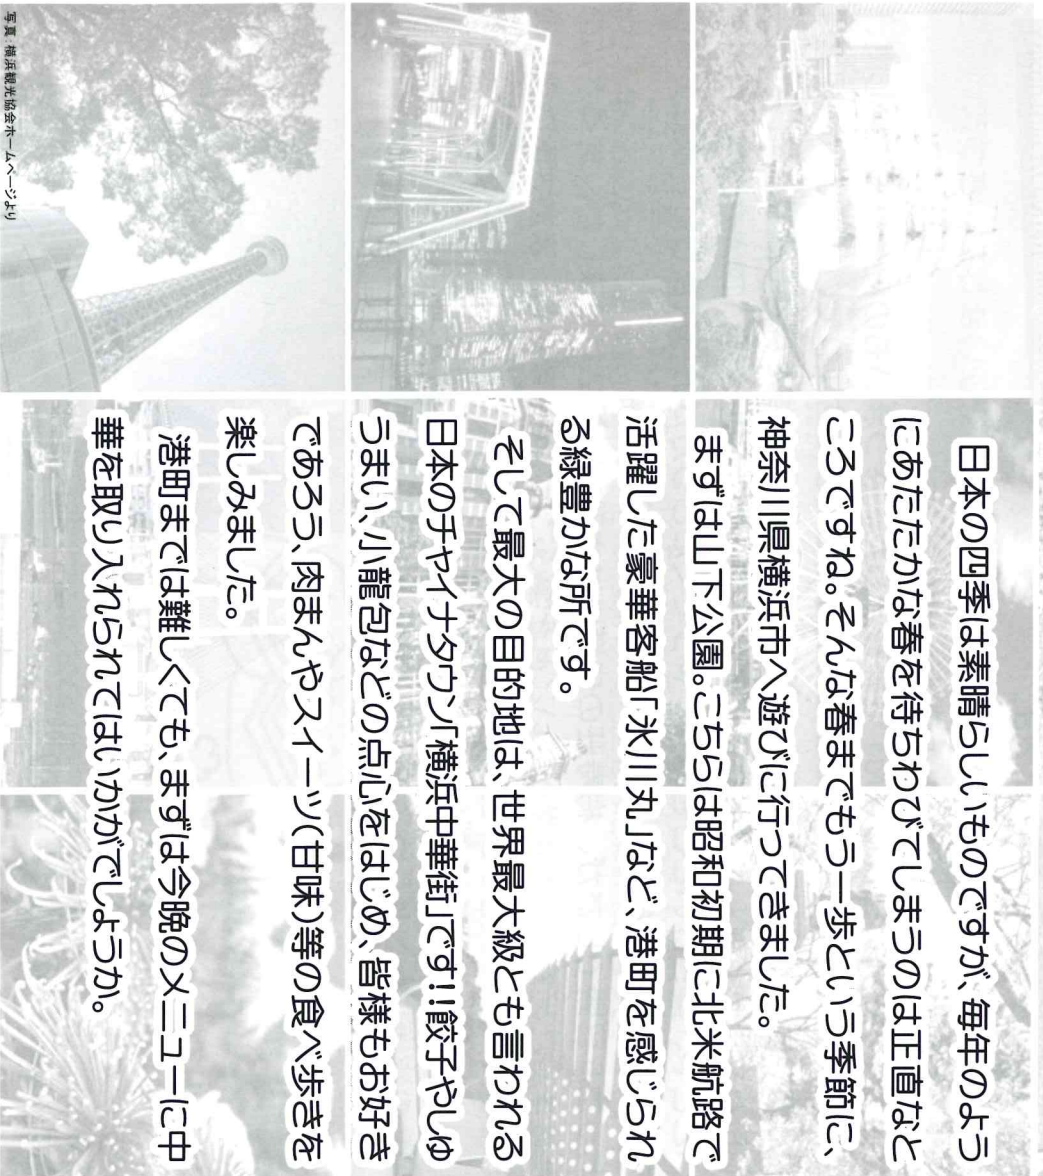 日本の四季は素晴らしいものですが、毎年のよう
にあたたかな春を待ちわびてしまうのは正直なと
ころですね。そんな春までもう一歩という季節に、
神奈川県横浜市へ遊びに行ってきました。
まずは山下公園。こちらは昭和初期に北米航路で
活躍した豪華客船「氷川丸」など、港町を感じられ
る緑豊かな所です。
そして最大の目的地は、世界最大級とも言われる
日本のチャイナタウン「横浜中華街」です!!餃子やしゅ
うまい、小龍包などの点心をはじめ、皆様もお好き
であろう、肉まんやスイーツ(甘味)等の食べ歩きを
楽しみました。
港町までは難しくても、まずは今晩のメニューに中
華を取り入れられてはいかがでしょうか。
写真:横浜観光協会ホームページより